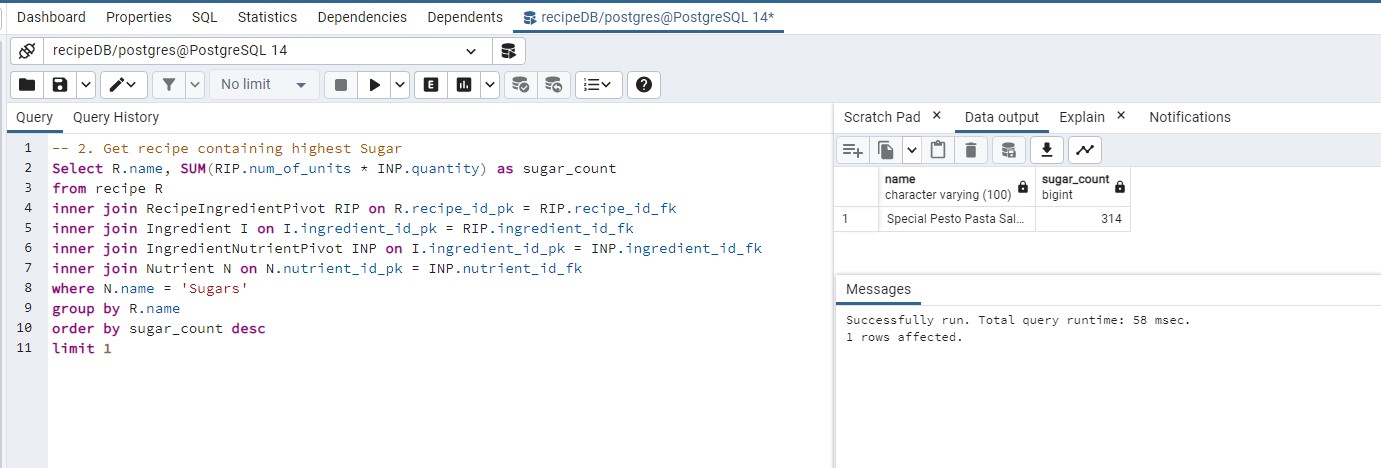 Dashboard Properties SQL Statistics Dependencies Dependents recipeDB/postgres@PostgreSQL 14*
recipeDB/postgres@PostgreSQL 14
No limit E
Query Query History
1 -- 2. Get recipe containing highest Sugar
2 Select R.name, SUM(RIP.num_of_units * INP.quantity) as sugar_count
3 from recipe R
4 inner join RecipeIngredientPivot RIP on R.recipe_id_pk = RIP.recipe_id_fk
5 inner join Ingredient I on I.ingredient_id_pk = RIP.ingredient_id_fk
6 inner join IngredientNutrientPivot INP on I.ingredient_id_pk = INP.ingredient_id_fk
7 inner join Nutrient N on N.nutrient_id_pk = INP.nutrient_id_fk
8 where N.name = 'Sugars'
9 group by R.name
10 order by sugar_count desc
11 limit 1
Scratch Pad × Data output Explain × Notifications
name sugar_count
character varying (100) bigint
1 Special Pesto Pasta Sal... 314
Messages
Successfully run. Total query runtime: 58 msec.
1 rows affected.